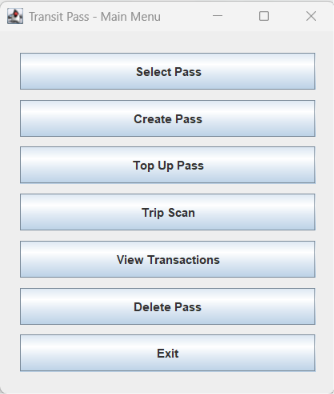 Transit Pass - Main Menu
Select Pass
Create Pass
Top Up Pass
Trip Scan
View Transactions
Delete Pass
Exit